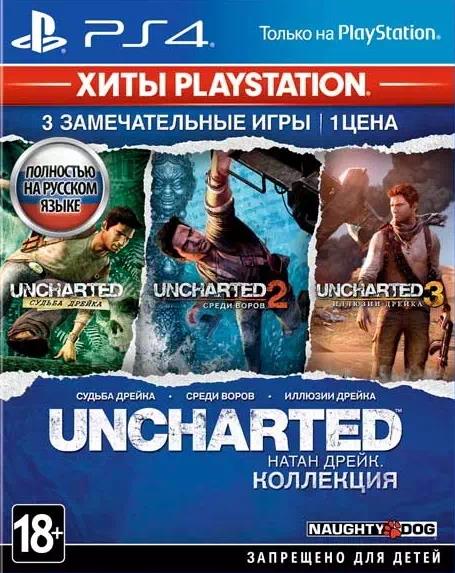 PS4
Только на PlayStation.
ХИТЫ PLAYSTATION®
3 ЗАМЕЧАТЕЛЬНЫЕ ИГРЫ | 1 ЦЕНА
ПОЛНОСТЬЮ
НА РУССКОМ
ЯЗЫКЕ
UNCHARTED
СУДЬБА ДРЕЙКА
UNCHARTED 2
СРЕДИ ВОРОВ
UNCHARTED 3
ИЛЛЮЗИИ ДРЕЙКА
СУДЬБА ДРЕЙКА • СРЕДИ ВОРОВ • ИЛЛЮЗИИ ДРЕЙКА
UNCHARTED™
НАТАН ДРЕЙК.
КОЛЛЕКЦИЯ
18+
NAUGHTY DOG
ЗАПРЕЩЕНО ДЛЯ ДЕТЕЙ